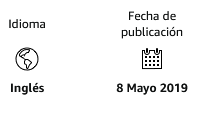 Idioma
Fecha de
publicación
Inglés
8 Mayo 2019